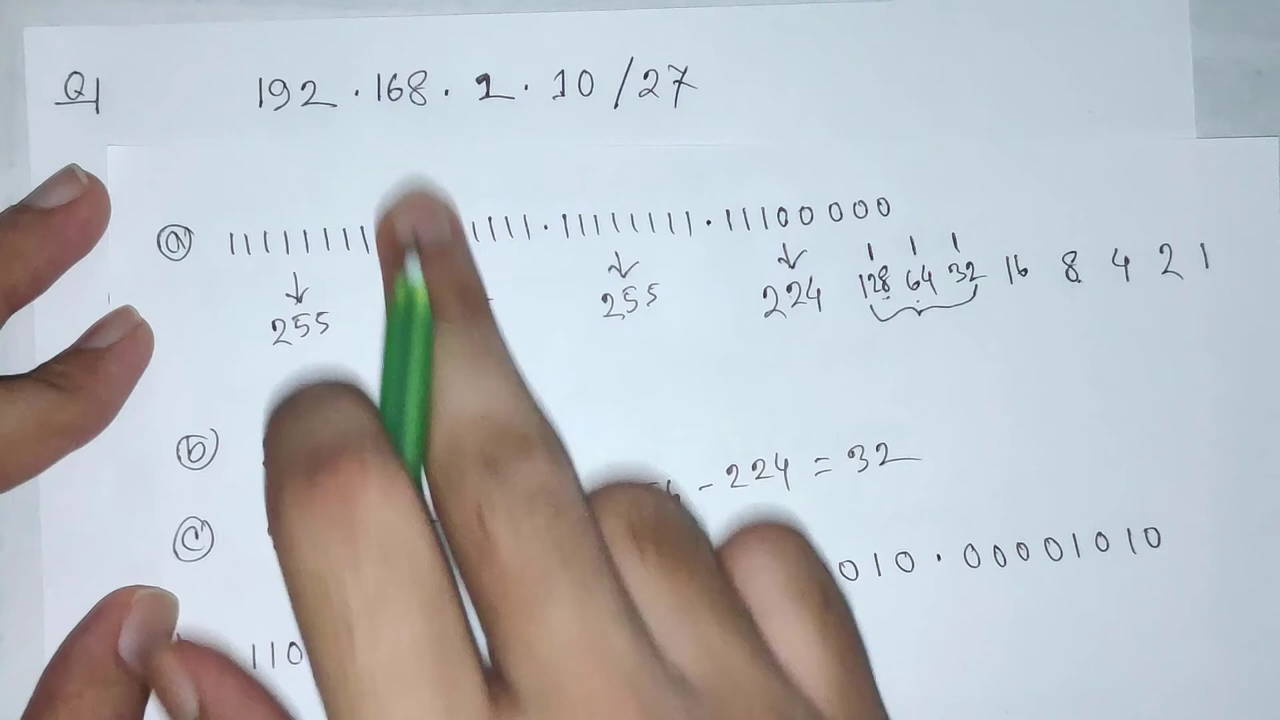 Q1 192.168.1.10/27
(a) 11111111 1111.11111111.11100000
↓ ↓ ↓ 1 1 1
255 255 224 128 64 32 16 8 4 2 1
(b) - 224 = 32
(c) 010.00001010
110